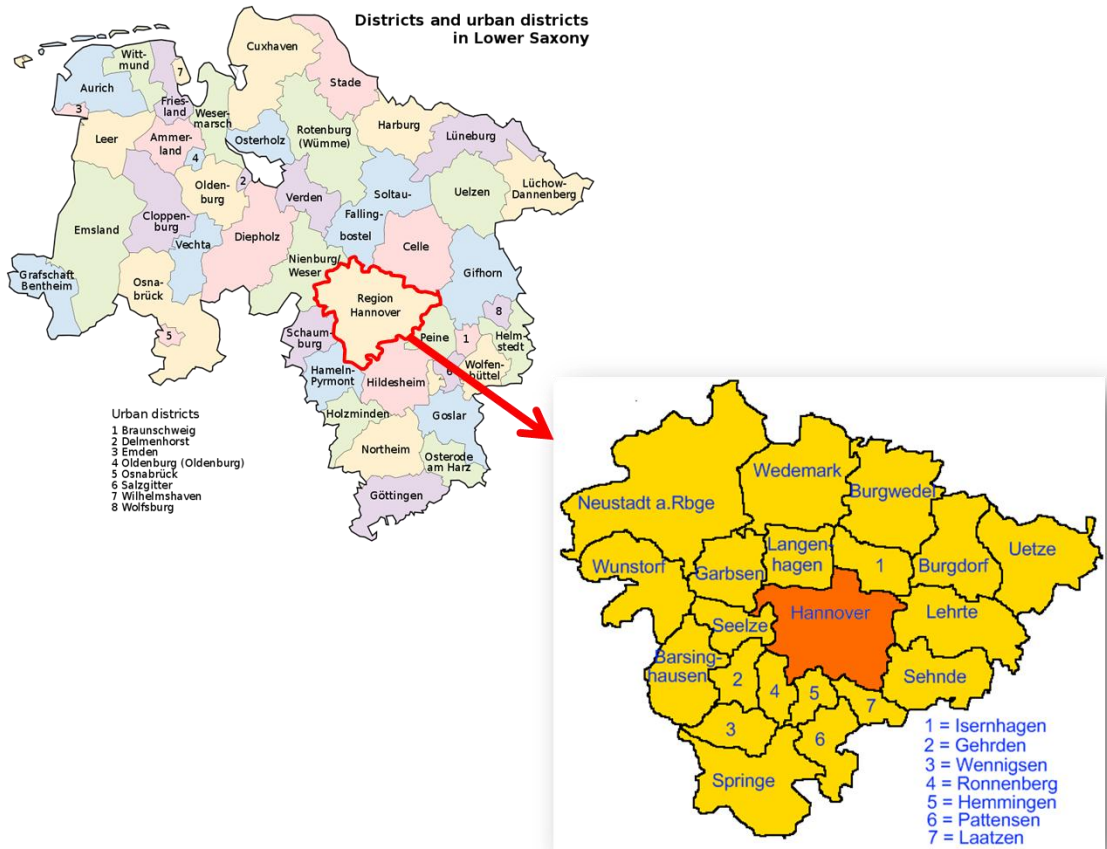 Districts and urban districts
in Lower Saxony
Cuxhaven
Witt-
mund
7
Stade
Aurich
Fries-
land
3
Weser-
marsch
Harburg
Lüneburg
Leer
Ammer-
land
Osterholz
Rotenburg
(Wümme)
4
2
Olden-
burg
Verden
Soltau-
Falling-
bostel
Uelzen
Lüchow-
Dannenberg
Emsland
Cloppen-
burg
Vechta
Diepholz
Celle
Gifhorn
Nienburg/
Weser
Grafschaft
Bentheim
Osna-
brück
Region
Hannover
8
5
Schaum-
burg
Peine
1
Helm-
stedt
Hameln-
Pyrmont
Hildesheim
6
Wolfen-
büttel
Holzminden
Goslar
Northeim
Osterode
am Harz
Göttingen
Urban districts
1 Braunschweig
2 Delmenhorst
3 Emden
4 Oldenburg (Oldenburg)
5 Osnabrück
6 Salzgitter
7 Wilhelmshaven
8 Wolfsburg
Wedemark
Neustadt a.Rbge
Burgwedel
Langen-
hagen
Wunstorf
Garbsen
1
Burgdorf
Uetze
Hannover
Lehrte
Seelze
Barsing-
hausen
2
4
5
7
Sehnde
3
6
Springe
1 = Isernhagen
2 = Gehrden
3 = Wennigsen
4 = Ronnenberg
5 = Hemmingen
6 = Pattensen
7 = Laatzen